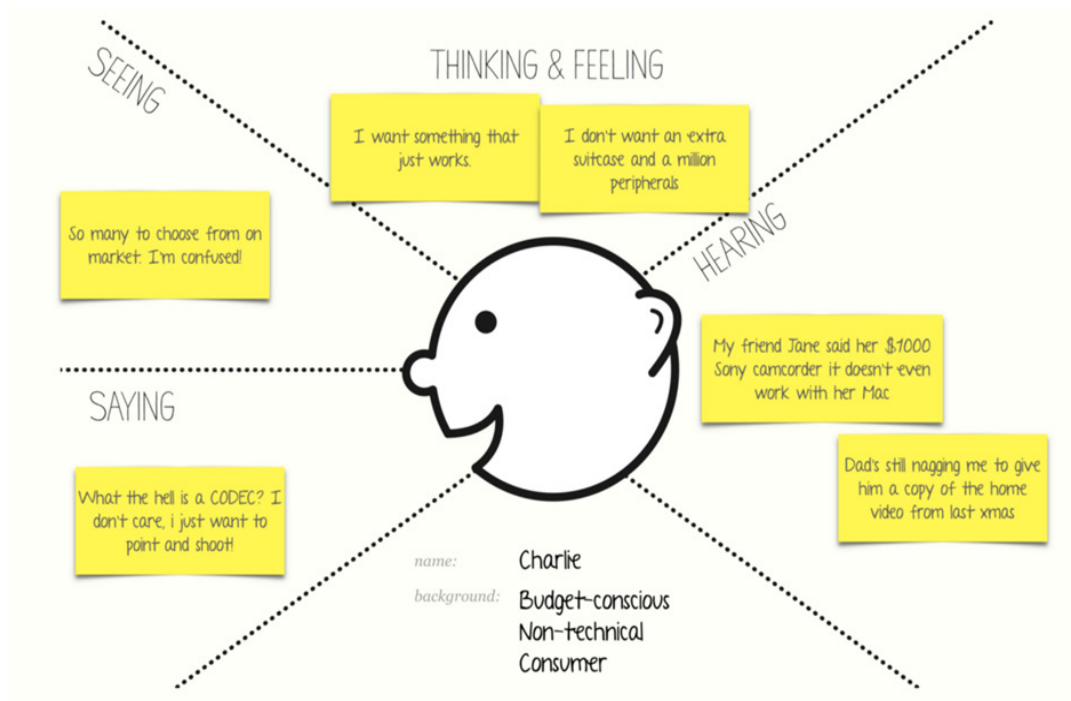 SEEING
THINKING & FEELING
I want something that
just works.
I don't want an extra
suitcase and a million
peripherals
So many to choose from on
market. I'm confused!
HEARING
My friend Jane said her $1000
Sony camcorder it doesn't even
work with her Mac
Dad's still nagging me to give
him a copy of the home
video from last xmas
SAYING
What the hell is a CODEC? I
don't care, i just want to
point and shoot!
name: Charlie
background: Budget-conscious
Non-technical
Consumer